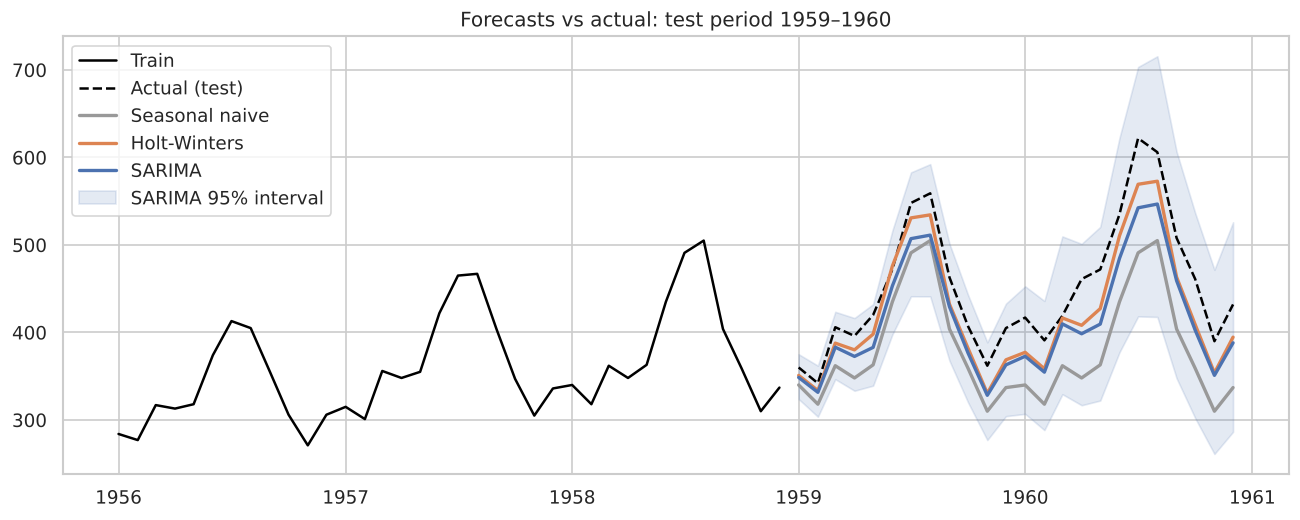 Forecasts vs actual: test period 1959–1960
Train
Actual (test)
Seasonal naive
Holt-Winters
SARIMA
SARIMA 95% interval
700
600
500
400
300
1956
1957
1958
1959
1960
1961